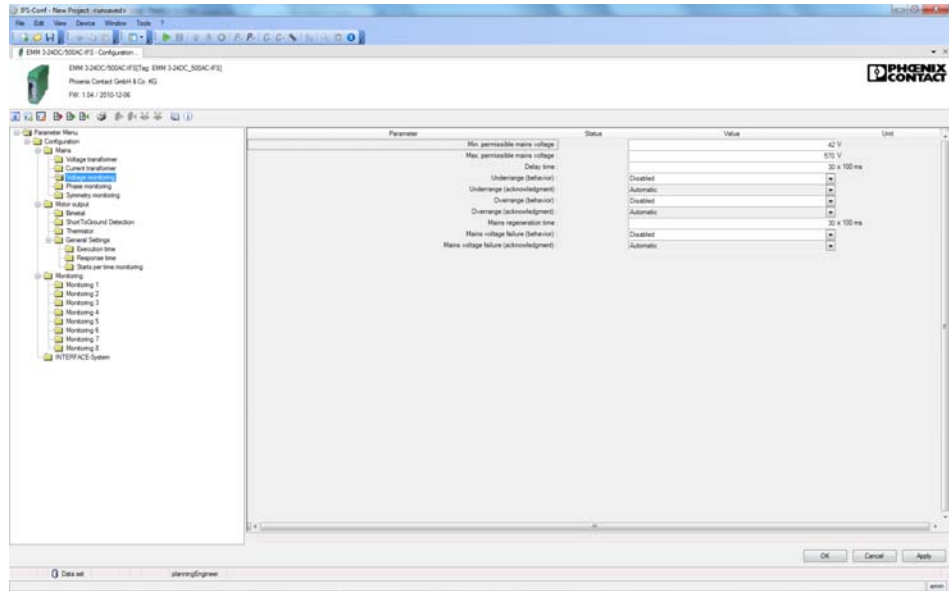 IFS-Conf - New Project <unsaved>
File Edit View Device Window Tools ?
EMM 3-24DC/500AC-IFS - Configuration...
EMM 3-24DC/500AC-IFS[Tag: EMM 3-24DC_500AC-IFS]
Phoenix Contact GmbH & Co. KG
FW: 1.04 / 2010-12-06
PHŒNIX
CONTACT
Parameter Menu
Configuration
Mains
Voltage transformer
Current transformer
Voltage monitoring
Phase monitoring
Symmetry monitoring
Motor output
Bimetal
ShortToGround Detection
Thermistor
General Settings
Execution time
Response time
Starts per time monitoring
Monitoring
Monitoring 1
Monitoring 2
Monitoring 3
Monitoring 4
Monitoring 5
Monitoring 6
Monitoring 7
Monitoring 8
INTERFACE-System
Parameter Status Value Unit
Min. permissible mains voltage : 42 V
Max. permissible mains voltage : 570 V
Delay time : 30 x 100 ms
Underrange (behavior) : Disabled
Underrange (acknowledgment) : Automatic
Overrange (behavior) : Disabled
Overrange (acknowledgment) : Automatic
Mains regeneration time : 30 x 100 ms
Mains voltage failure (behavior) : Disabled
Mains voltage failure (acknowledgment) : Automatic
OK Cancel Apply
Data set planningEngineer
emm